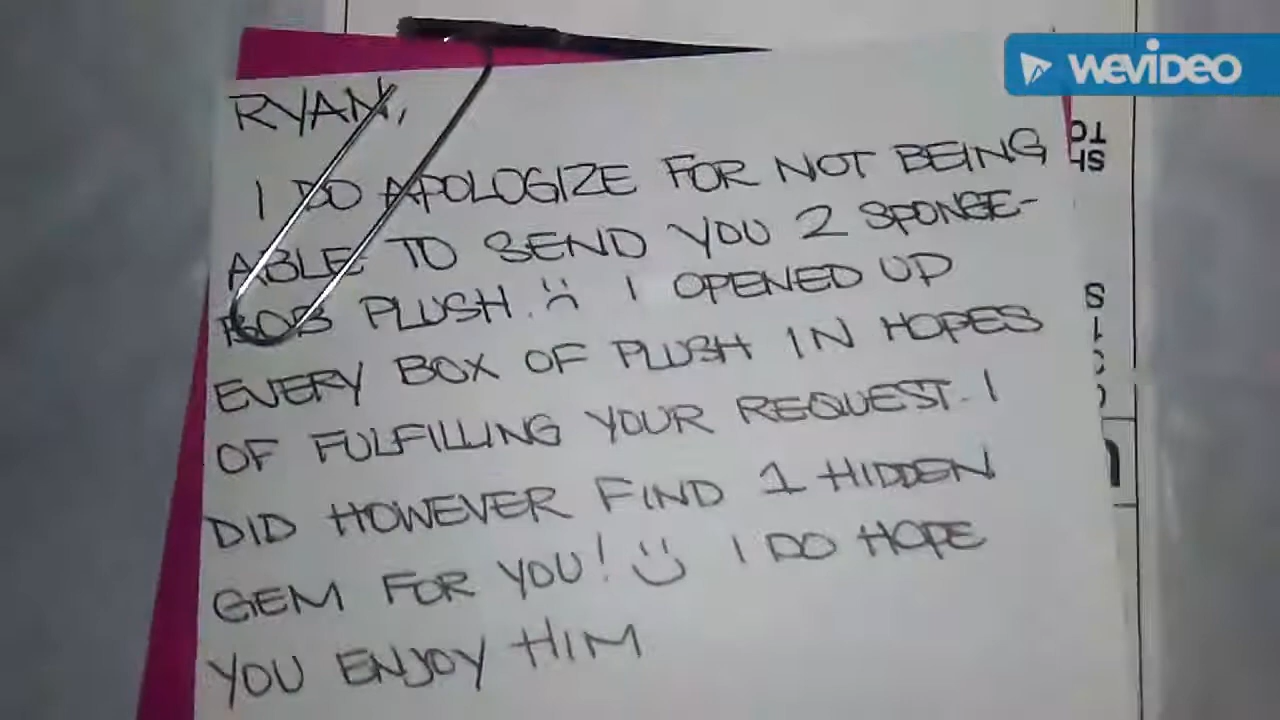 WEVIDEO
RYAN,
I DO APOLOGIZE FOR NOT BEING
ABLE TO SEND YOU 2 SPONGE-
BOB PLUSH. :( I OPENED UP
EVERY BOX OF PLUSH IN HOPES
OF FULFILLING YOUR REQUEST. I
DID HOWEVER FIND 1 HIDDEN
GEM FOR YOU! :) I DO HOPE
YOU ENJOY HIM